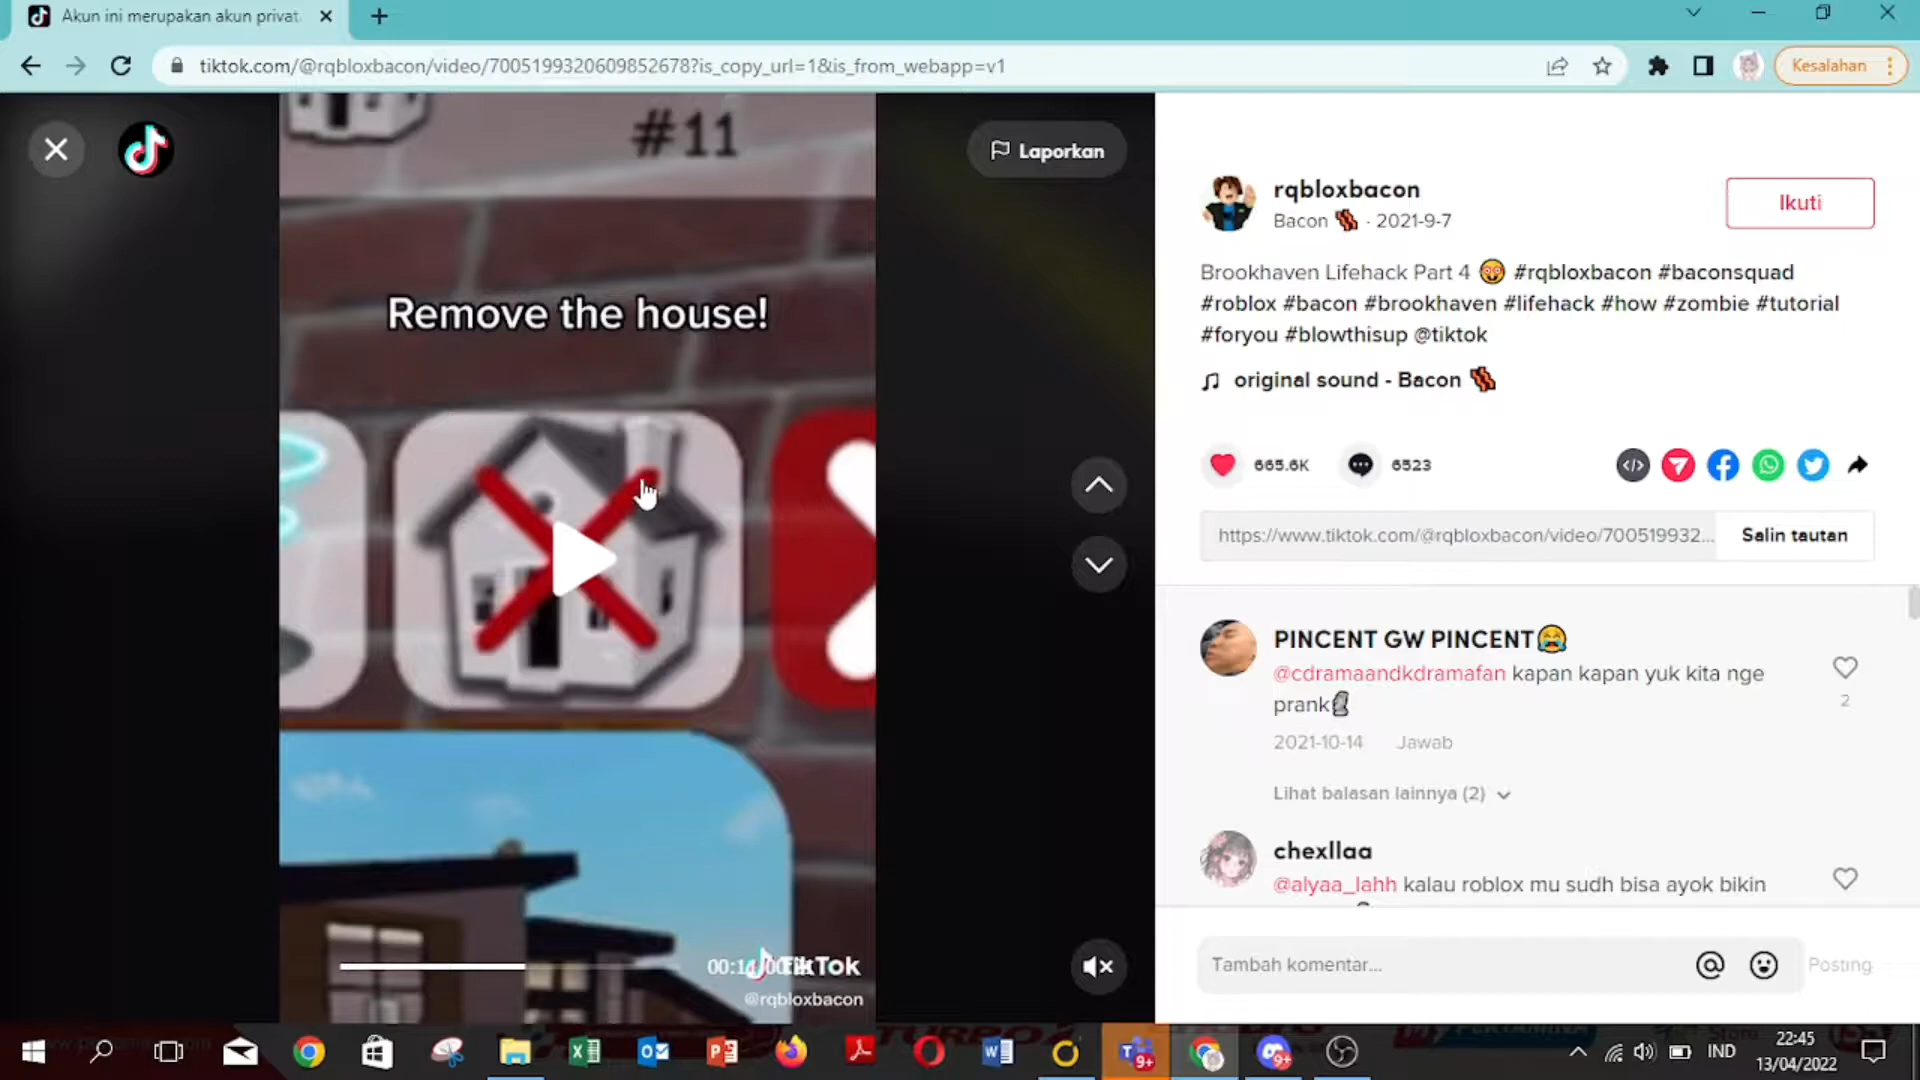 Akun ini merupakan akun privat
tiktok.com/@rqbloxbacon/video/7005199320609852678?is_copy_url=1&is_from_webapp=v1
Kesalahan
#11
Laporkan
Remove the house!
TikTok
@rqbloxbacon
rqbloxbacon
Bacon 🥓 · 2021-9-7
Ikuti
Brookhaven Lifehack Part 4 🤩 #rqbloxbacon #baconsquad
#roblox #bacon #brookhaven #lifehack #how #zombie #tutorial
#foryou #blowthisup @tiktok
original sound - Bacon 🥓
665.6K
6523
https://www.tiktok.com/@rqbloxbacon/video/700519932...
Salin tautan
PINCENT GW PINCENT😭
@cdramaandkdramafan kapan kapan yuk kita nge
prank🗿
2
2021-10-14 Jawab
Lihat balasan lainnya (2)
chexllaa
@alyaa_lahh kalau roblox mu sudh bisa ayok bikin
Tambah komentar...
Posting
IND
22:45
13/04/2022